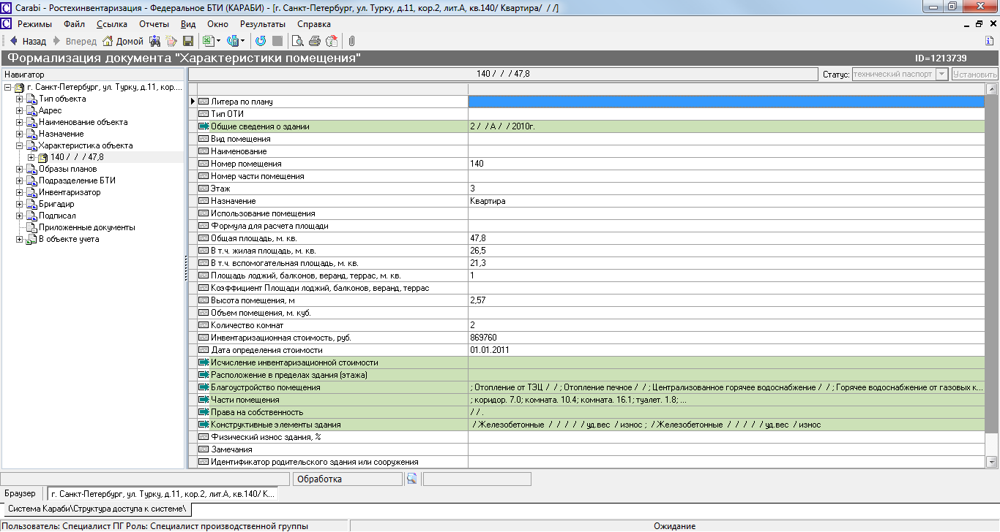 Carabi - Ростехинвентаризация - Федеральное БТИ (КАРАБИ) - [г. Санкт-Петербург, ул. Турку, д.11, кор.2, лит.А, кв.140/ Квартира/ / /]
Режимы Файл Ссылка Отчеты Вид Окно Результаты Справка
Назад Вперед Домой
Формализация документа "Характеристики помещения" ID=1213739
Навигатор
г. Санкт-Петербург, ул. Турку, д.11, кор....
Тип объекта
Адрес
Наименование объекта
Назначение
Характеристика объекта
140 / / / 47,8
Образы планов
Подразделение БТИ
Инвентаризатор
Бригадир
Подписал
Приложенные документы
В объекте учета
140 / / / 47,8 Статус: технический паспорт Установить
Литера по плану
Тип ОТИ
Общие сведения о здании 2 / / А / / 2010г.
Вид помещения
Наименование
Номер помещения 140
Номер части помещения
Этаж 3
Назначение Квартира
Использование помещения
Формула для расчета площади
Общая площадь, м. кв. 47,8
В т.ч. жилая площадь, м. кв. 26,5
В т.ч. вспомогательная площадь, м. кв. 21,3
Площадь лоджий, балконов, веранд, террас, м. кв. 1
Коэффициент Площади лоджий, балконов, веранд, террас
Высота помещения, м 2,57
Объем помещения, м. куб.
Количество комнат 2
Инвентаризационная стоимость, руб. 869760
Дата определения стоимости 01.01.2011
Исчисление инвентаризационной стоимости
Расположение в пределах здания (этажа)
Благоустройство помещения ; Отопление от ТЭЦ / / ; Отопление печное / / ; Централизованное горячее водоснабжение / / ; Горячее водоснабжение от газовых к...
Части помещения ; коридор. 7.0; комната. 10.4; комната. 16.1; туалет. 1.8; ...
Права на собственность / / .
Конструктивные элементы здания / Железобетонные / / / / / уд.вес / износ ; / Железобетонные / / / / / уд.вес / износ
Физический износ здания, %
Замечания
Идентификатор родительского здания или сооружения
Обработка
Браузер г. Санкт-Петербург, ул. Турку, д.11, кор.2, лит.А, кв.140/ К...
Система Караби\Структура доступа к системе\
Пользователь: Специалист ПГ Роль: Специалист производственной группы Ожидание